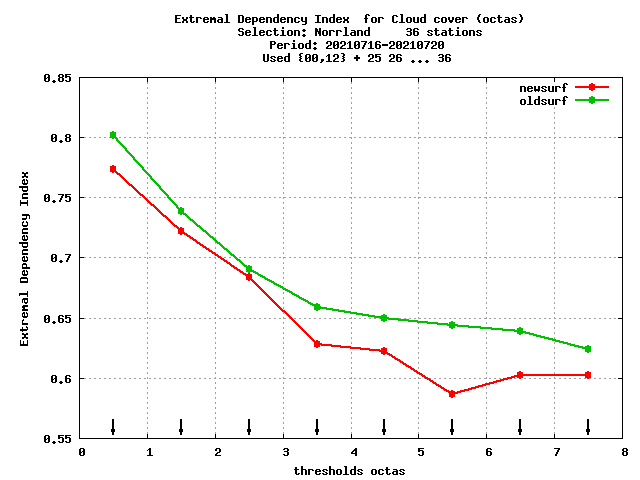 Extremal Dependency Index  for Cloud cover (octas)
Selection: Norrland     36 stations
Period: 20210716-20210720
Used {00,12} + 25 26 ... 36
newsurf
oldsurf
0.85
0.8
0.75
0.7
0.65
0.6
0.55
Extremal Dependency Index
0 1 2 3 4 5 6 7 8
thresholds octas